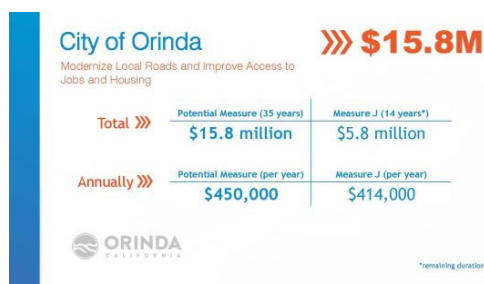 City of Orinda
$15.8M
Modernize Local Roads and Improve Access to
Jobs and Housing
Potential Measure (35 years) Measure J (14 years*)
Total $15.8 million $5.8 million
Potential Measure (per year) Measure J (per year)
Annually $450,000 $414,000
ORINDA
CALIFORNIA
*remaining duration